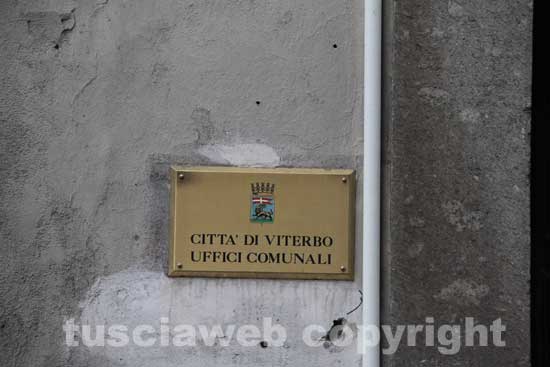 CITTA' DI VITERBO
UFFICI COMUNALI
tusciaweb copyright